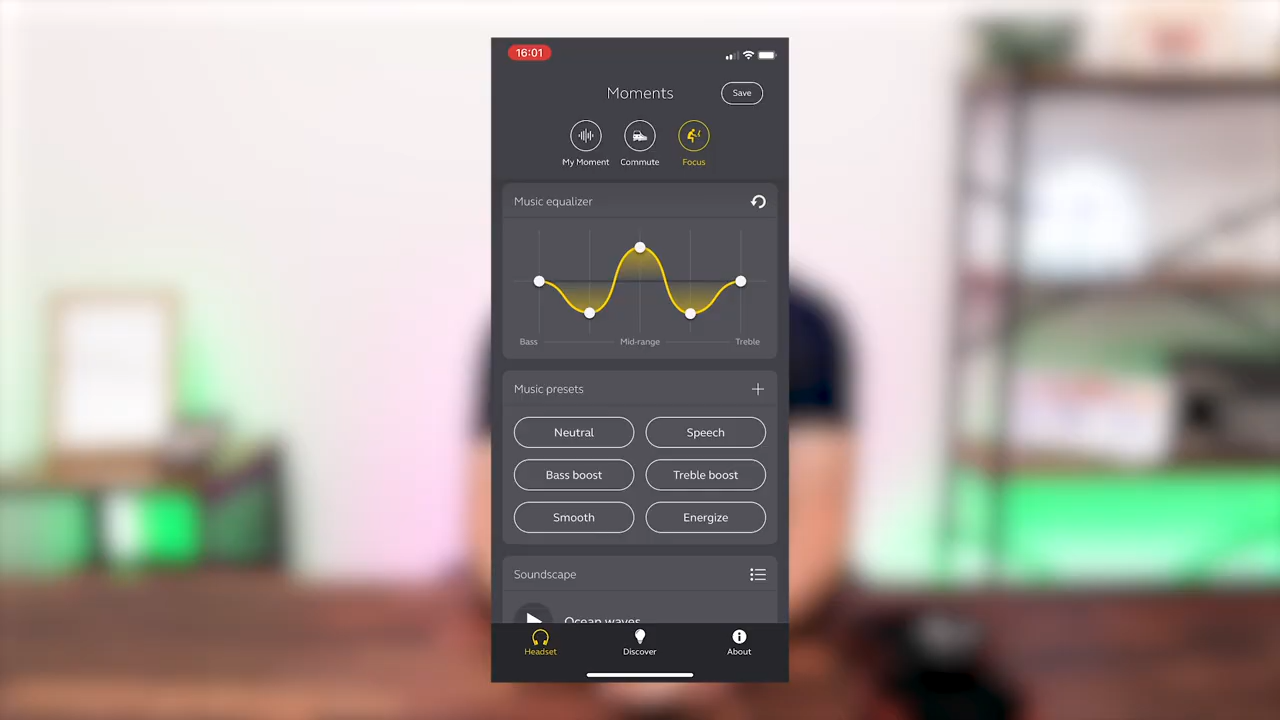 16:01
Moments
Save
My Moment
Commute
Focus
Music equalizer
Bass
Mid-range
Treble
Music presets
Neutral
Speech
Bass boost
Treble boost
Smooth
Energize
Soundscape
Ocean waves
Headset
Discover
About